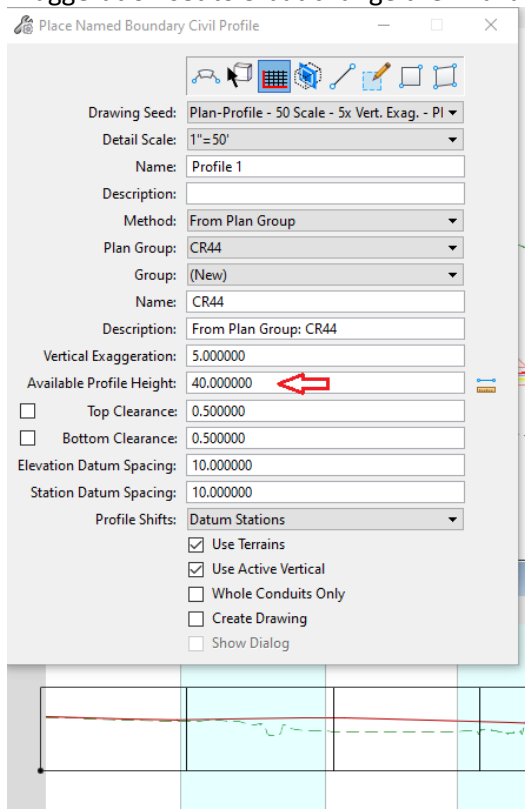 Place Named Boundary Civil Profile
Drawing Seed: Plan-Profile - 50 Scale - 5x Vert. Exag. - Pl
Detail Scale: 1"=50'
Name: Profile 1
Description:
Method: From Plan Group
Plan Group: CR44
Group: (New)
Name: CR44
Description: From Plan Group: CR44
Vertical Exaggeration: 5.000000
Available Profile Height: 40.000000
Top Clearance: 0.500000
Bottom Clearance: 0.500000
Elevation Datum Spacing: 10.000000
Station Datum Spacing: 10.000000
Profile Shifts: Datum Stations
Use Terrains
Use Active Vertical
Whole Conduits Only
Create Drawing
Show Dialog